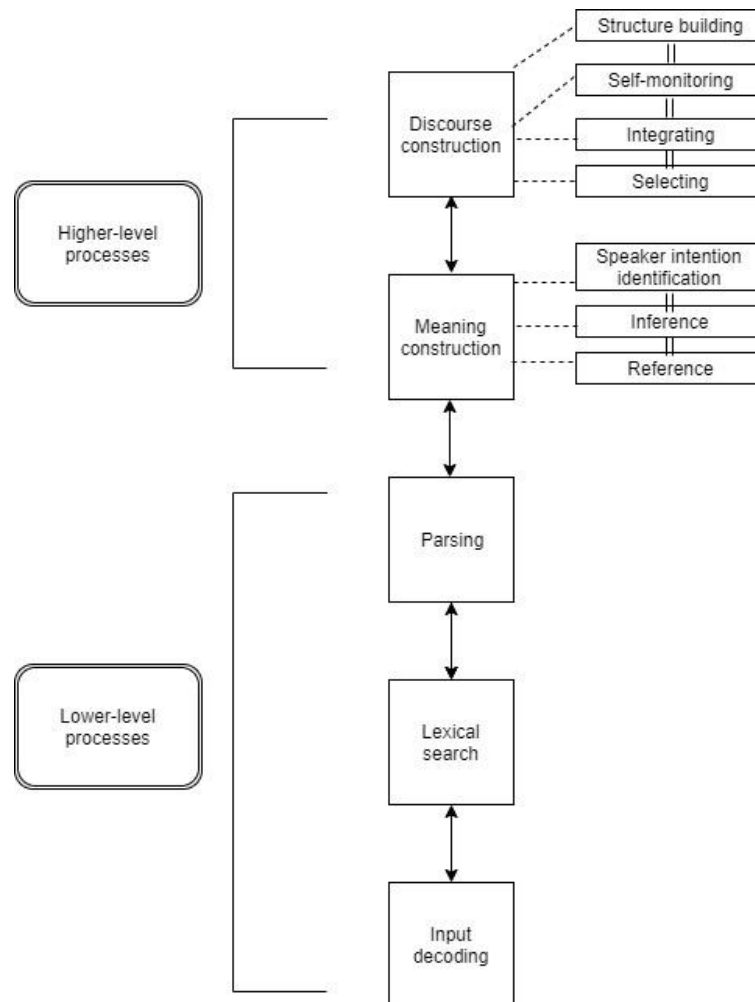 Structure building
Self-monitoring
Discourse
construction
Integrating
Selecting
Higher-level
processes
Speaker intention
identification
Meaning
construction
Inference
Reference
Parsing
Lower-level
processes
Lexical
search
Input
decoding